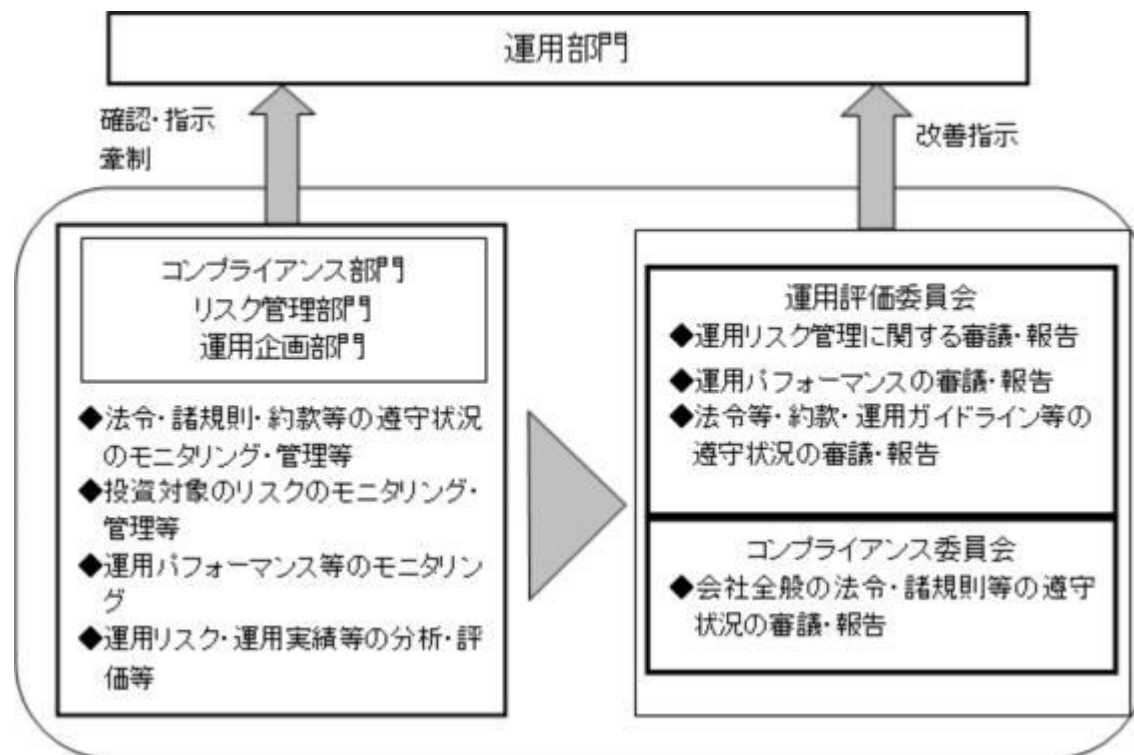 運用部門
確認・指示
牽制
改善指示
コンプライアンス部門
リスク管理部門
運用企画部門
◆法令・諸規則・約款等の遵守状況
のモニタリング・管理等
◆投資対象のリスクのモニタリング・
管理等
◆運用パフォーマンス等のモニタリン
グ
◆運用リスク・運用実績等の分析・評
価等
運用評価委員会
◆運用リスク管理に関する審議・報告
◆運用パフォーマンスの審議・報告
◆法令等・約款・運用ガイドライン等の
遵守状況の審議・報告
コンプライアンス委員会
◆会社全般の法令・諸規則等の遵守
状況の審議・報告